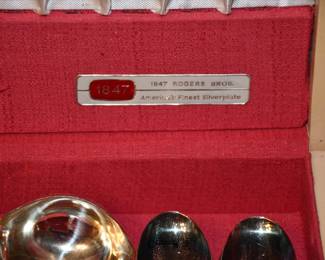 1847
1847 ROGERS BROS.
America's Finest Silverplate